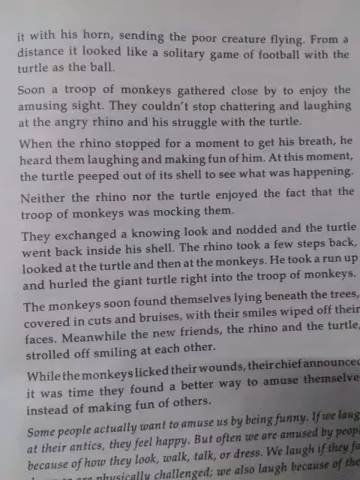 it with his horn, sending the poor creature flying. From a
distance it looked like a solitary game of football with the
turtle as the ball.
Soon a troop of monkeys gathered close by to enjoy the
amusing sight. They couldn't stop chattering and laughing
at the angry rhino and his struggle with the turtle.
When the rhino stopped for a moment to get his breath, he
heard them laughing and making fun of him. At this moment,
the turtle peeped out of its shell to see what was happening.
Neither the rhino nor the turtle enjoyed the fact that the
troop of monkeys was mocking them.
They exchanged a knowing look and nodded and the turtle
went back inside his shell. The rhino took a few steps back,
looked at the turtle and then at the monkeys. He took a run up
and hurled the giant turtle right into the troop of monkeys.
The monkeys soon found themselves lying beneath the trees,
covered in cuts and bruises, with their smiles wiped off their
faces. Meanwhile the new friends, the rhino and the turtle,
strolled off smiling at each other.
While the monkeys licked their wounds, their chief announced
it was time they found a better way to amuse themselve
instead of making fun of others.
Some people actually want to amuse us by being funny. If we laug
at their antics, they feel happy. But often we are amused by peop
because of how they look, walk, talk, or dress. We laugh if they fa
are physically challenged; we also laugh because of the